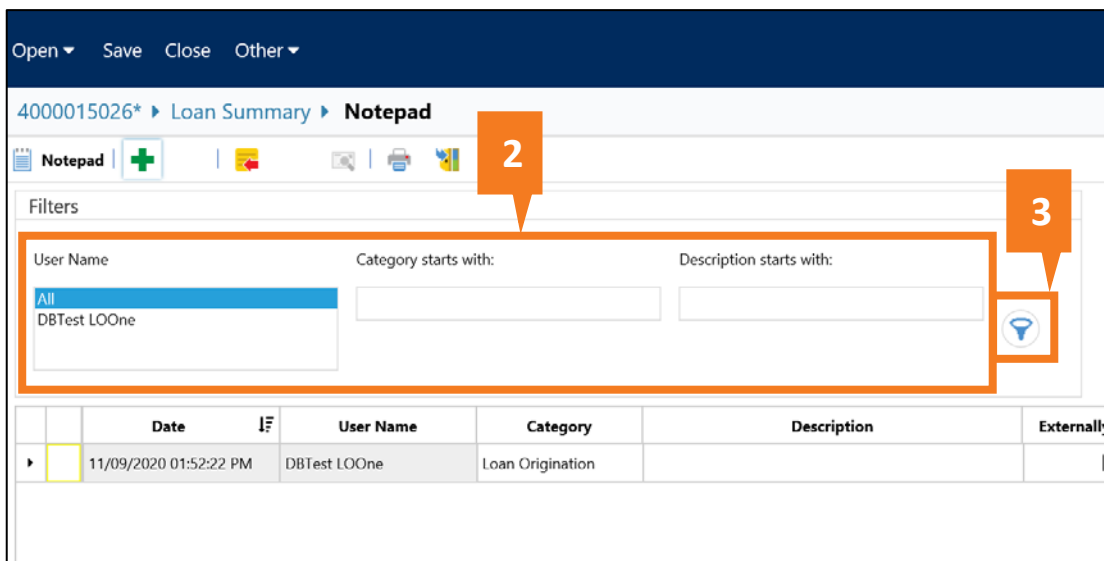 Open Save Close Other
4000015026* Loan Summary Notepad
Notepad
2
Filters
3
User Name Category starts with: Description starts with:
All
DBTest LOOne
Date User Name Category Description Externally
11/09/2020 01:52:22 PM DBTest LOOne Loan Origination